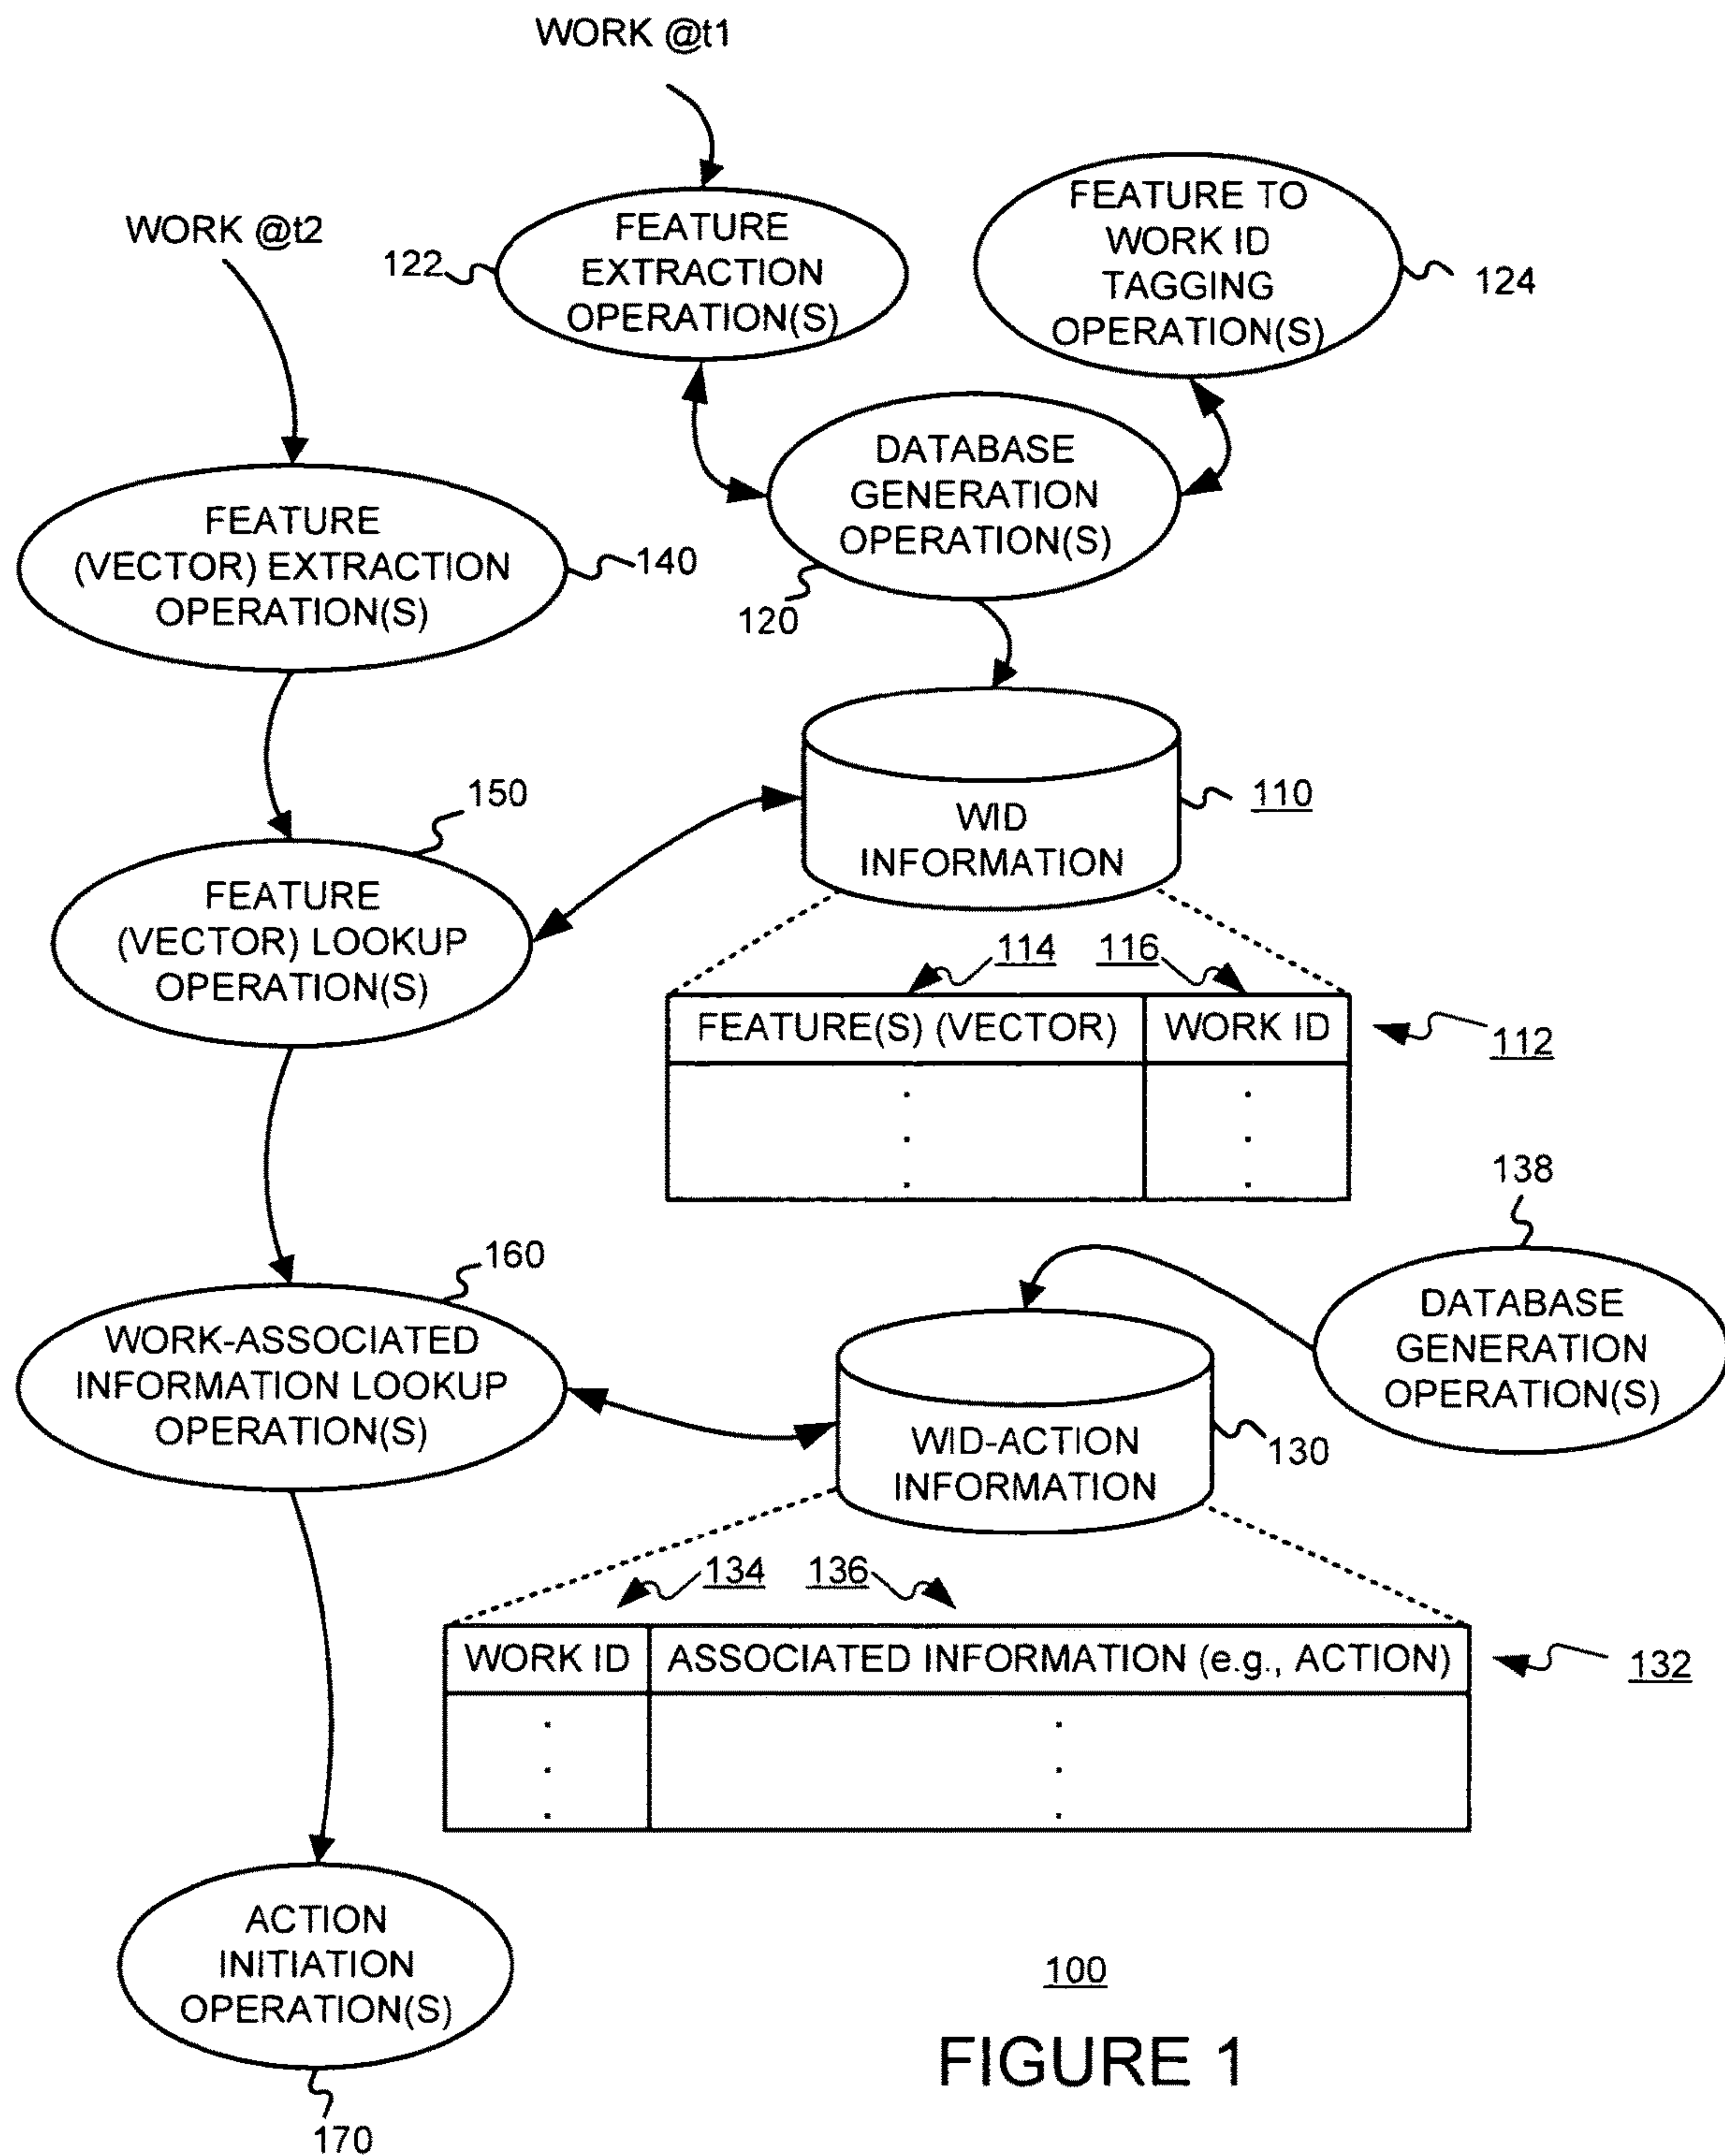 WORK @t1
WORK @t2
FEATURE
EXTRACTION
OPERATION(S)
122
FEATURE TO
WORK ID
TAGGING
OPERATION(S)
124
DATABASE
GENERATION
OPERATION(S)
120
FEATURE
(VECTOR) EXTRACTION
OPERATION(S)
140
WID
INFORMATION
110
150
FEATURE
(VECTOR) LOOKUP
OPERATION(S)
114
116
FEATURE(S) (VECTOR)
WORK ID
112
138
DATABASE
GENERATION
OPERATION(S)
160
WORK-ASSOCIATED
INFORMATION LOOKUP
OPERATION(S)
WID-ACTION
INFORMATION
130
134
136
WORK ID
ASSOCIATED INFORMATION (e.g., ACTION)
132
ACTION
INITIATION
OPERATION(S)
170
100
FIGURE 1